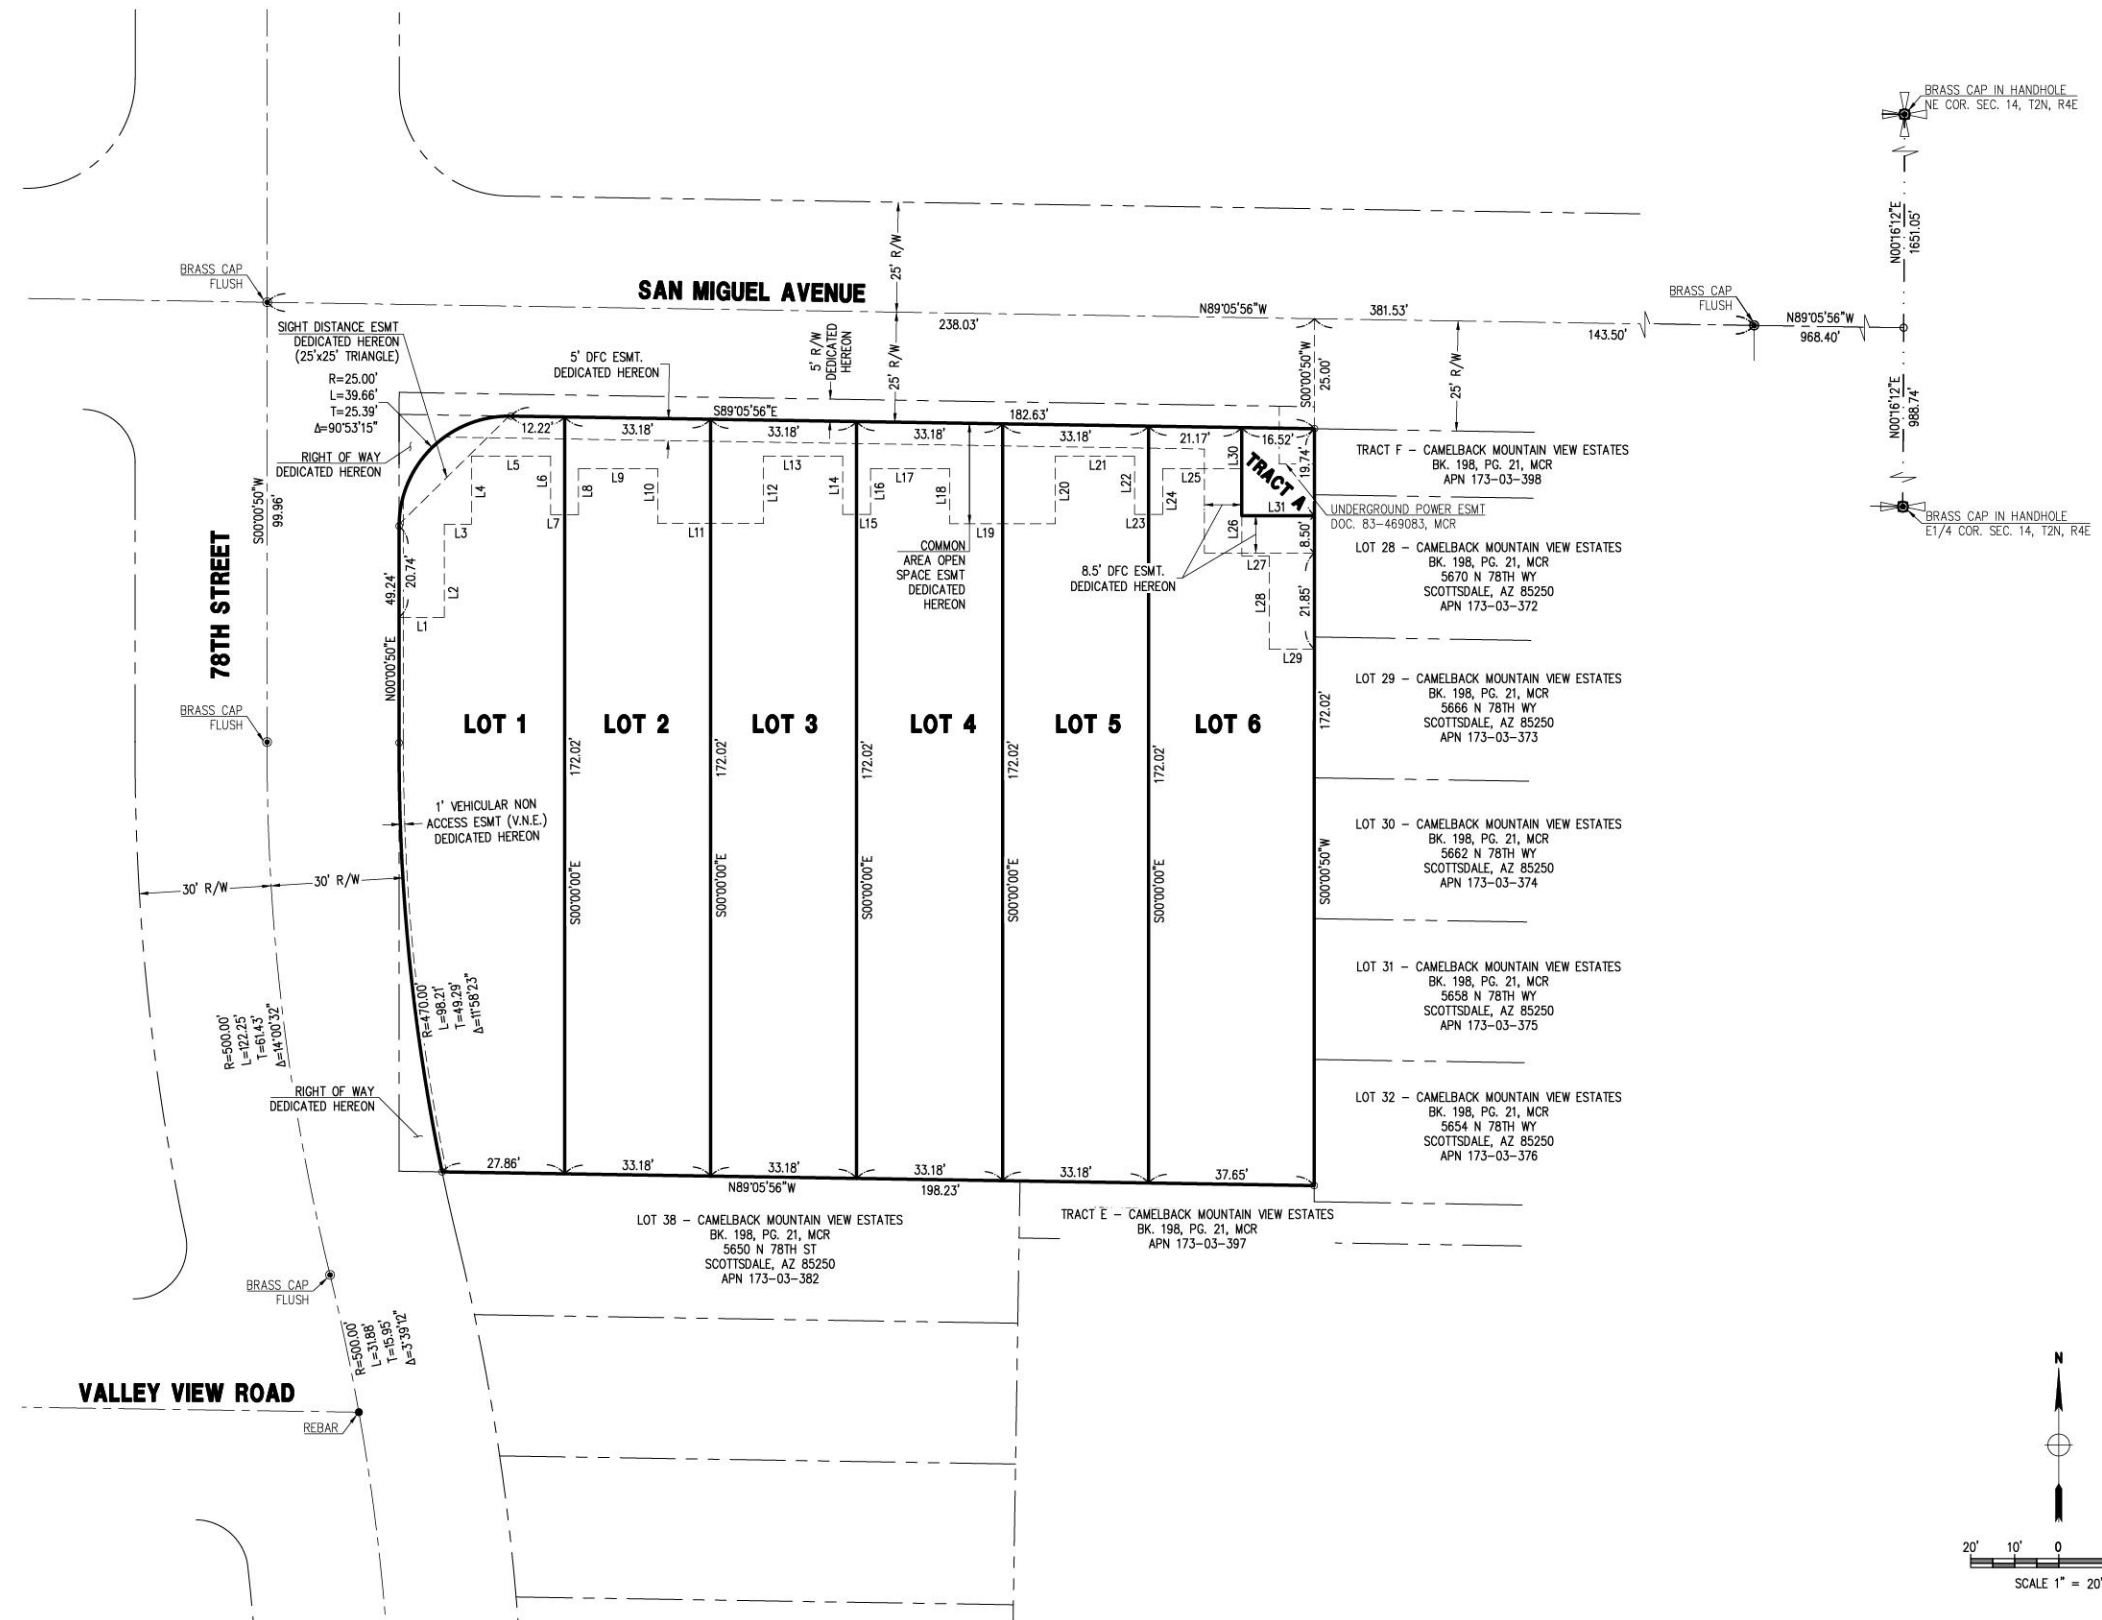 BRASS CAP IN HANDHOLE
NE COR. SEC. 14, T2N, R4E
N00°16'12"E
1651.05'
25' R/W
BRASS CAP
FLUSH
SAN MIGUEL AVENUE
238.03'
N89°05'56"W
381.53'
BRASS CAP
FLUSH
143.50'
N89°05'56"W
968.40'
SIGHT DISTANCE ESMT
DEDICATED HEREON
(25'x25' TRIANGLE)
R=25.00'
L=39.66'
T=25.39'
Δ=90°53'15"
5' DFC ESMT.
DEDICATED HEREON
5' R/W
DEDICATED
HEREON
25' R/W
S00°00'50"W
25.00'
25' R/W
N00°16'12"E
988.74'
S89°05'56"E
182.63'
12.22'
33.18'
33.18'
33.18'
33.18'
21.17'
16.52'
RIGHT OF WAY
DEDICATED HEREON
L5
L4
L6
L3
L7
L8
L9
L10
L11
L12
L13
L14
L15
L16
L17
L18
L19
L20
L21
L22
L23
L24
L25
L30
TRACT A
19.74'
L31
L26
8.50'
L27
L28
21.85'
L29
L2
L1
TRACT F - CAMELBACK MOUNTAIN VIEW ESTATES
BK. 198, PG. 21, MCR
APN 173-03-398
UNDERGROUND POWER ESMT
DOC. 83-469083, MCR
BRASS CAP IN HANDHOLE
E1/4 COR. SEC. 14, T2N, R4E
LOT 28 - CAMELBACK MOUNTAIN VIEW ESTATES
BK. 198, PG. 21, MCR
5670 N 78TH WY
SCOTTSDALE, AZ 85250
APN 173-03-372
COMMON
AREA OPEN
SPACE ESMT
DEDICATED
HEREON
8.5' DFC ESMT.
DEDICATED HEREON
S00°00'50"W
99.96'
78TH STREET
49.24'
20.74'
N00°00'50"E
BRASS CAP
FLUSH
LOT 1
LOT 2
LOT 3
LOT 4
LOT 5
LOT 6
172.02'
172.02'
172.02'
172.02'
172.02'
172.02'
LOT 29 - CAMELBACK MOUNTAIN VIEW ESTATES
BK. 198, PG. 21, MCR
5666 N 78TH WY
SCOTTSDALE, AZ 85250
APN 173-03-373
1' VEHICULAR NON
ACCESS ESMT (V.N.E.)
DEDICATED HEREON
S00°00'00"E
S00°00'00"E
S00°00'00"E
S00°00'00"E
S00°00'00"E
S00°00'50"W
LOT 30 - CAMELBACK MOUNTAIN VIEW ESTATES
BK. 198, PG. 21, MCR
5662 N 78TH WY
SCOTTSDALE, AZ 85250
APN 173-03-374
30' R/W
30' R/W
LOT 31 - CAMELBACK MOUNTAIN VIEW ESTATES
BK. 198, PG. 21, MCR
5658 N 78TH WY
SCOTTSDALE, AZ 85250
APN 173-03-375
R=500.00'
L=122.25'
T=61.43'
Δ=14°00'32"
R=470.00'
L=98.21'
T=49.29'
Δ=11°58'23"
RIGHT OF WAY
DEDICATED HEREON
LOT 32 - CAMELBACK MOUNTAIN VIEW ESTATES
BK. 198, PG. 21, MCR
5654 N 78TH WY
SCOTTSDALE, AZ 85250
APN 173-03-376
27.86'
33.18'
33.18'
33.18'
33.18'
37.65'
N89°05'56"W
198.23'
LOT 38 - CAMELBACK MOUNTAIN VIEW ESTATES
BK. 198, PG. 21, MCR
5650 N 78TH ST
SCOTTSDALE, AZ 85250
APN 173-03-382
TRACT E - CAMELBACK MOUNTAIN VIEW ESTATES
BK. 198, PG. 21, MCR
APN 173-03-397
BRASS CAP
FLUSH
R=500.00'
L=31.88'
T=15.95'
Δ=3°39'12"
VALLEY VIEW ROAD
REBAR
N
20' 10' 0
SCALE 1" = 20'